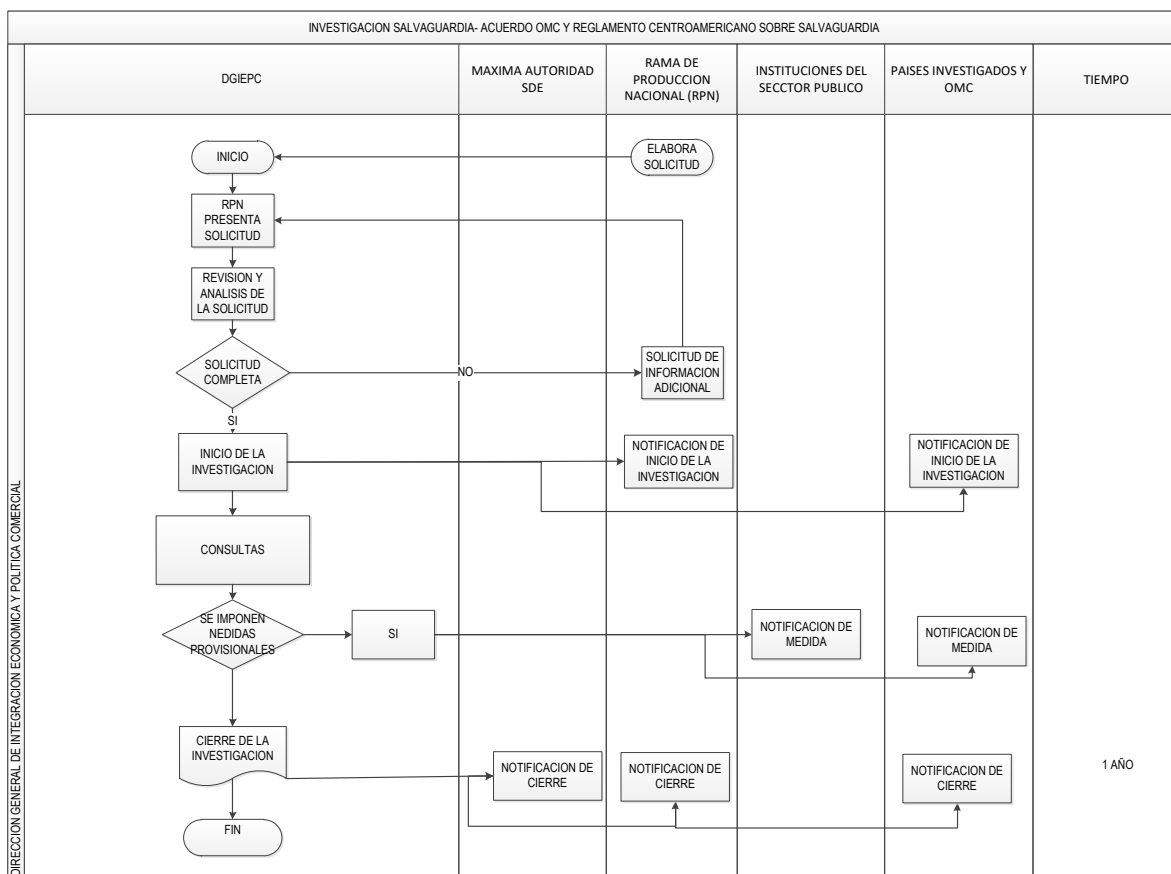 INVESTIGACION SALVAGUARDIA- ACUERDO OMC Y REGLAMENTO CENTROAMERICANO SOBRE SALVAGUARDIA
DGIEPC
MAXIMA AUTORIDAD
SDE
RAMA DE
PRODUCCION
NACIONAL (RPN)
INSTITUCIONES DEL
SECCTOR PUBLICO
PAISES INVESTIGADOS Y
OMC
TIEMPO
DIRECCION GENERAL DE INTEGRACION ECONOMICA Y POLITICA COMERCIAL
INICIO
ELABORA
SOLICITUD
RPN
PRESENTA
SOLICITUD
REVISION Y
ANALISIS DE
LA SOLICITUD
SOLICITUD
COMPLETA
NO
SOLICITUD DE
INFORMACION
ADICIONAL
SI
INICIO DE LA
INVESTIGACION
NOTIFICACION DE
INICIO DE LA
INVESTIGACION
NOTIFICACION DE
INICIO DE LA
INVESTIGACION
CONSULTAS
SE IMPONEN
NEDIDAS
PROVISIONALES
SI
NOTIFICACION DE
MEDIDA
NOTIFICACION DE
MEDIDA
CIERRE DE LA
INVESTIGACION
NOTIFICACION DE
CIERRE
NOTIFICACION DE
CIERRE
NOTIFICACION DE
CIERRE
1 AÑO
FIN